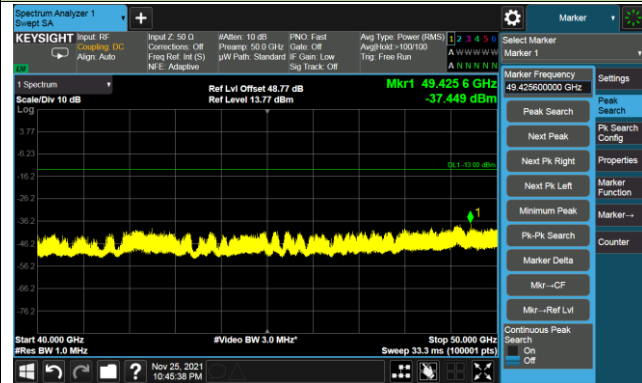 Spectrum Analyzer 1
Swept SA
+
Marker
KEYSIGHT
Input: RF
Coupling: DC
Align: Auto
Input Z: 50 Ω
Corrections: Off
Freq Ref: Int (S)
NFE: Adaptive
#Atten: 10 dB
Preamp: 50.0 GHz
µW Path: Standard
PNO: Fast
Gate: Off
IF Gain: Low
Sig Track: Off
Avg Type: Power (RMS)
Avg|Hold:>100/100
Trig: Free Run
1 2 3 4 5 6
A W W W W W
A N N N N N
Select Marker
Marker 1
1 Spectrum
Scale/Div 10 dB
Log
Ref Lvl Offset 48.77 dB
Ref Level 13.77 dBm
Mkr1 49.425 6 GHz
-37.449 dBm
3.77
-6.23
-16.2
-26.2
-36.2
-46.2
-56.2
-66.2
-76.2
DL1 -13.00 dBm
1
Start 40.000 GHz
#Res BW 1.0 MHz
#Video BW 3.0 MHz*
Stop 50.000 GHz
Sweep 33.3 ms (100001 pts)
Marker Frequency
49.425600000 GHz
Peak Search
Next Peak
Next Pk Right
Next Pk Left
Minimum Peak
Pk-Pk Search
Marker Delta
Mkr→CF
Mkr→Ref Lvl
Continuous Peak
Search
On
Off
Settings
Peak
Search
Pk Search
Config
Properties
Marker
Function
Marker→
Counter
?
Nov 25, 2021
10:45:38 PM